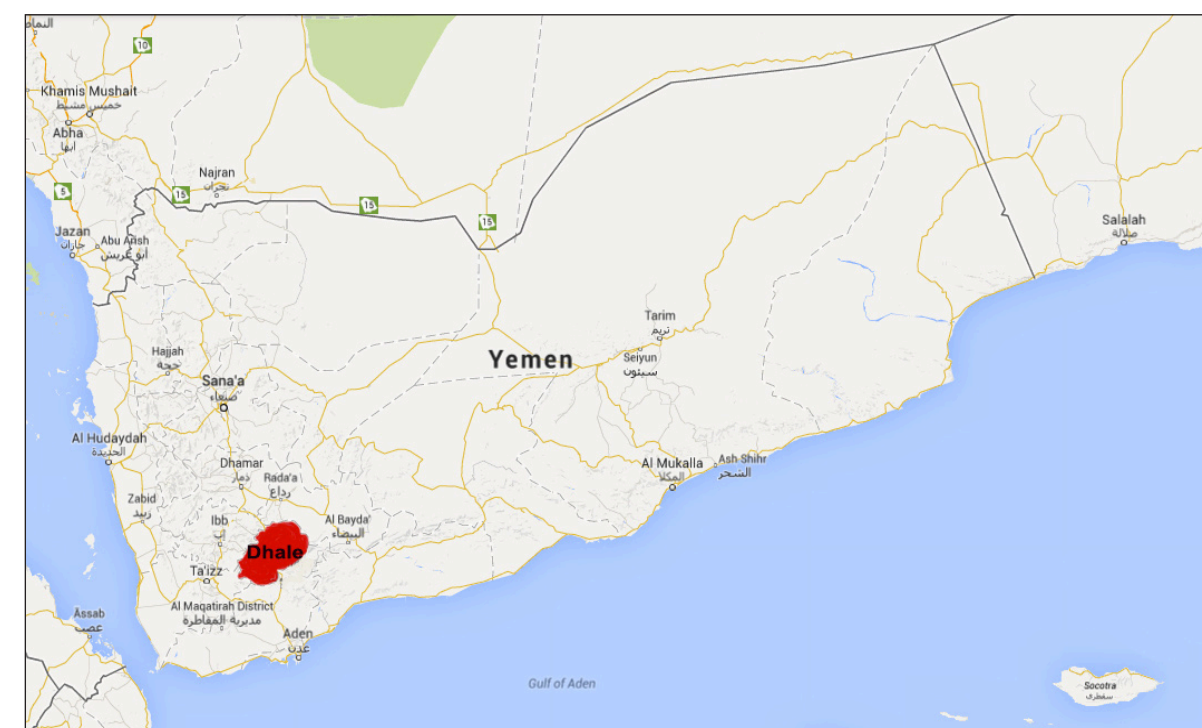 النماص
10
Khamis Mushait
خميس مشيط
Abha
ابها
Najran
نجران
5
15
15
15
Jazan
جازان
Abu Arish
أبو عريش
Salalah
صلالة
Tarim
تريم
Hajjah
حجة
Yemen
Seiyun
سيئون
Sana'a
صنعاء
Al Hudaydah
الحديدة
Dhamar
ذمار
Al Mukalla
المكلا
Ash Shihr
الشحر
Rada'a
رداع
Zabid
زبيد
Ibb
إب
Al Bayda'
البيضاء
Dhale
Ta'izz
Al Maqatirah District
مديرية المقاطرة
Assab
عصب
Aden
عدن
Gulf of Aden
Socotra
سقطرى